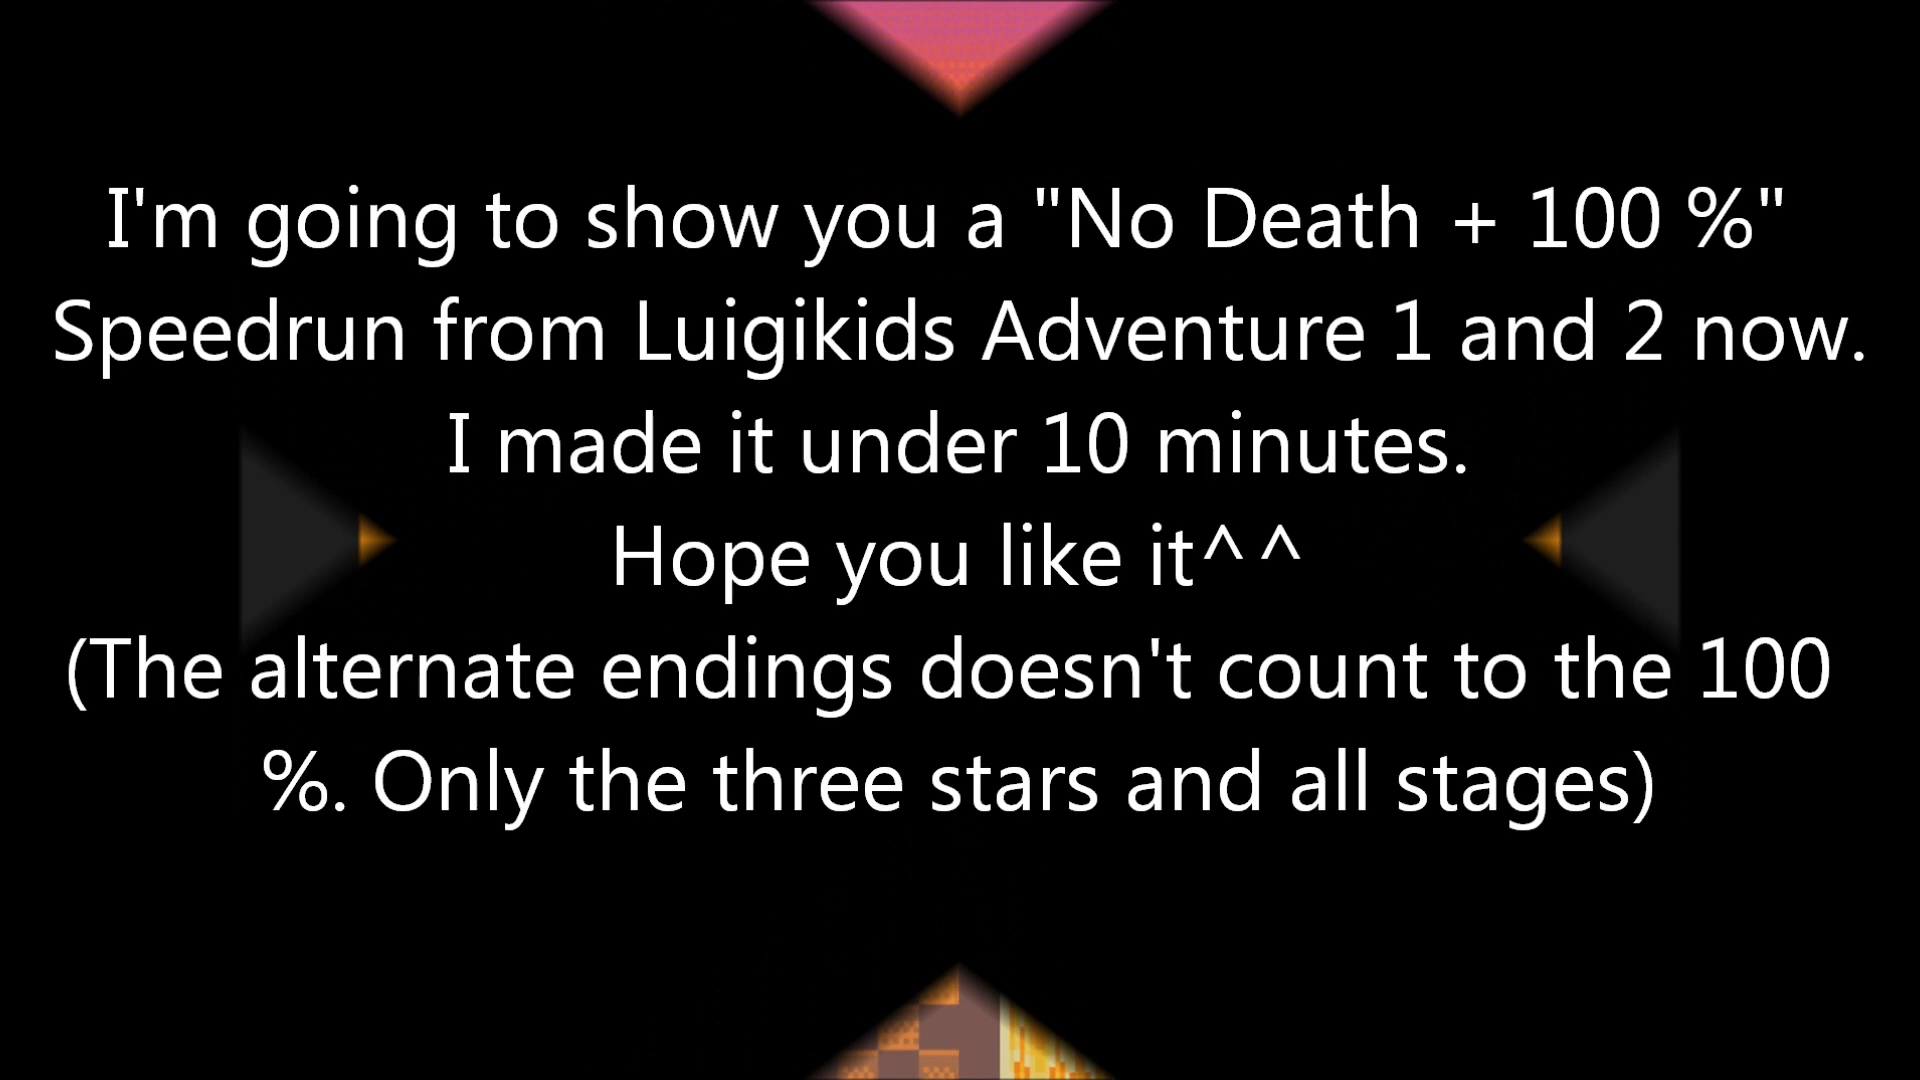 I'm going to show you a "No Death + 100 %"
Speedrun from Luigikids Adventure 1 and 2 now.
I made it under 10 minutes.
Hope you like it^^
(The alternate endings doesn't count to the 100
%. Only the three stars and all stages)